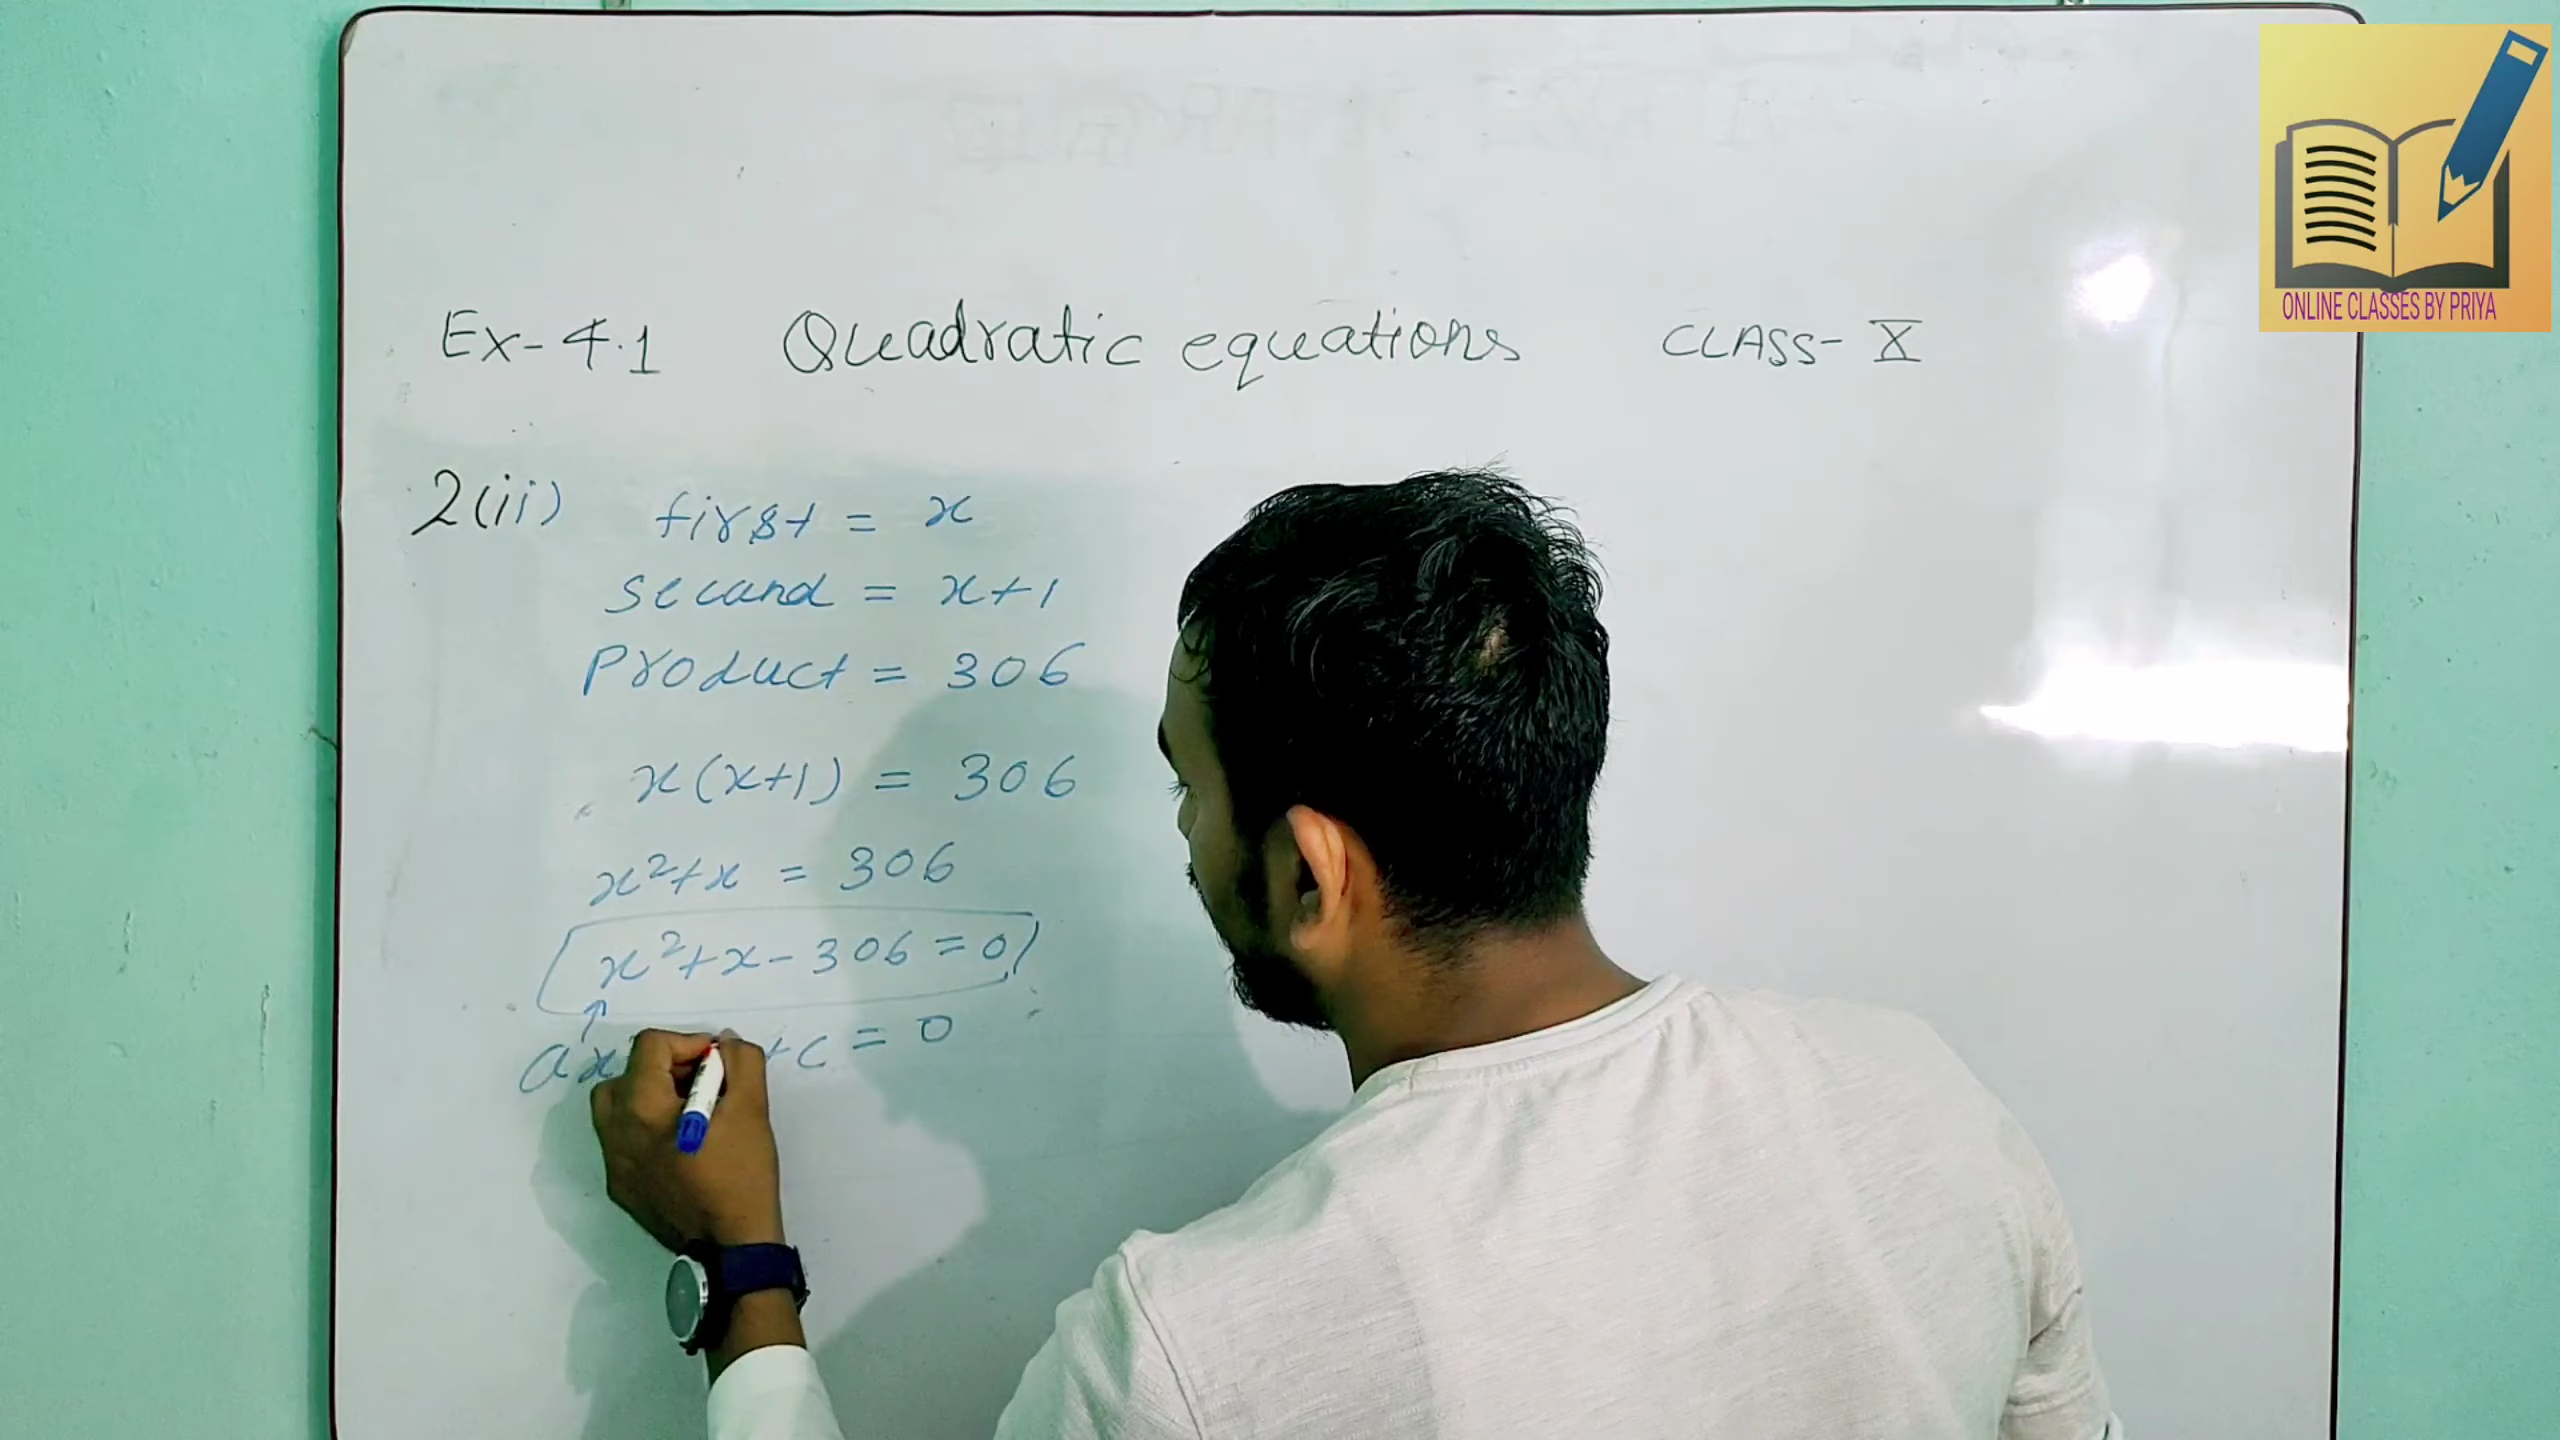 ONLINE CLASSES BY PRIYA
Ex-4.1 Quadratic equations CLASS-X
2(ii) first = x
second = x+1
Product = 306
x(x+1) = 306
x²+x = 306
x²+x-306=0
ax +c = 0